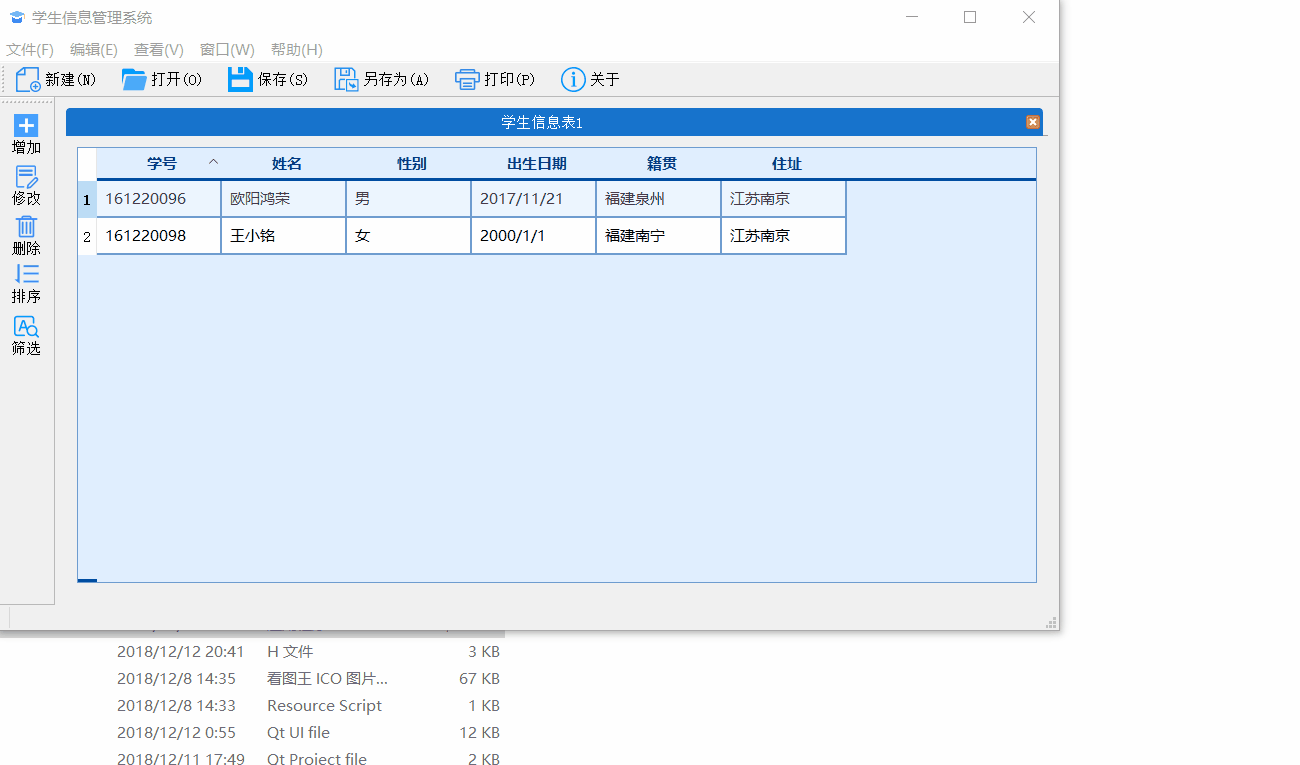 学生信息管理系统
文件(F) 编辑(E) 查看(V) 窗口(W) 帮助(H)
新建(N) 打开(O) 保存(S) 另存为(A) 打印(P) 关于
增加
修改
删除
排序
筛选
学生信息表1
学号 姓名 性别 出生日期 籍贯 住址
1 161220096 欧阳鸿荣 男 2017/11/21 福建泉州 江苏南京
2 161220098 王小铭 女 2000/1/1 福建南宁 江苏南京
2018/12/12 20:41 H 文件 3 KB
2018/12/8 14:35 看图王 ICO 图片... 67 KB
2018/12/8 14:33 Resource Script 1 KB
2018/12/12 0:55 Qt UI file 12 KB
2018/12/11 17:49 Qt Project file 2 KB